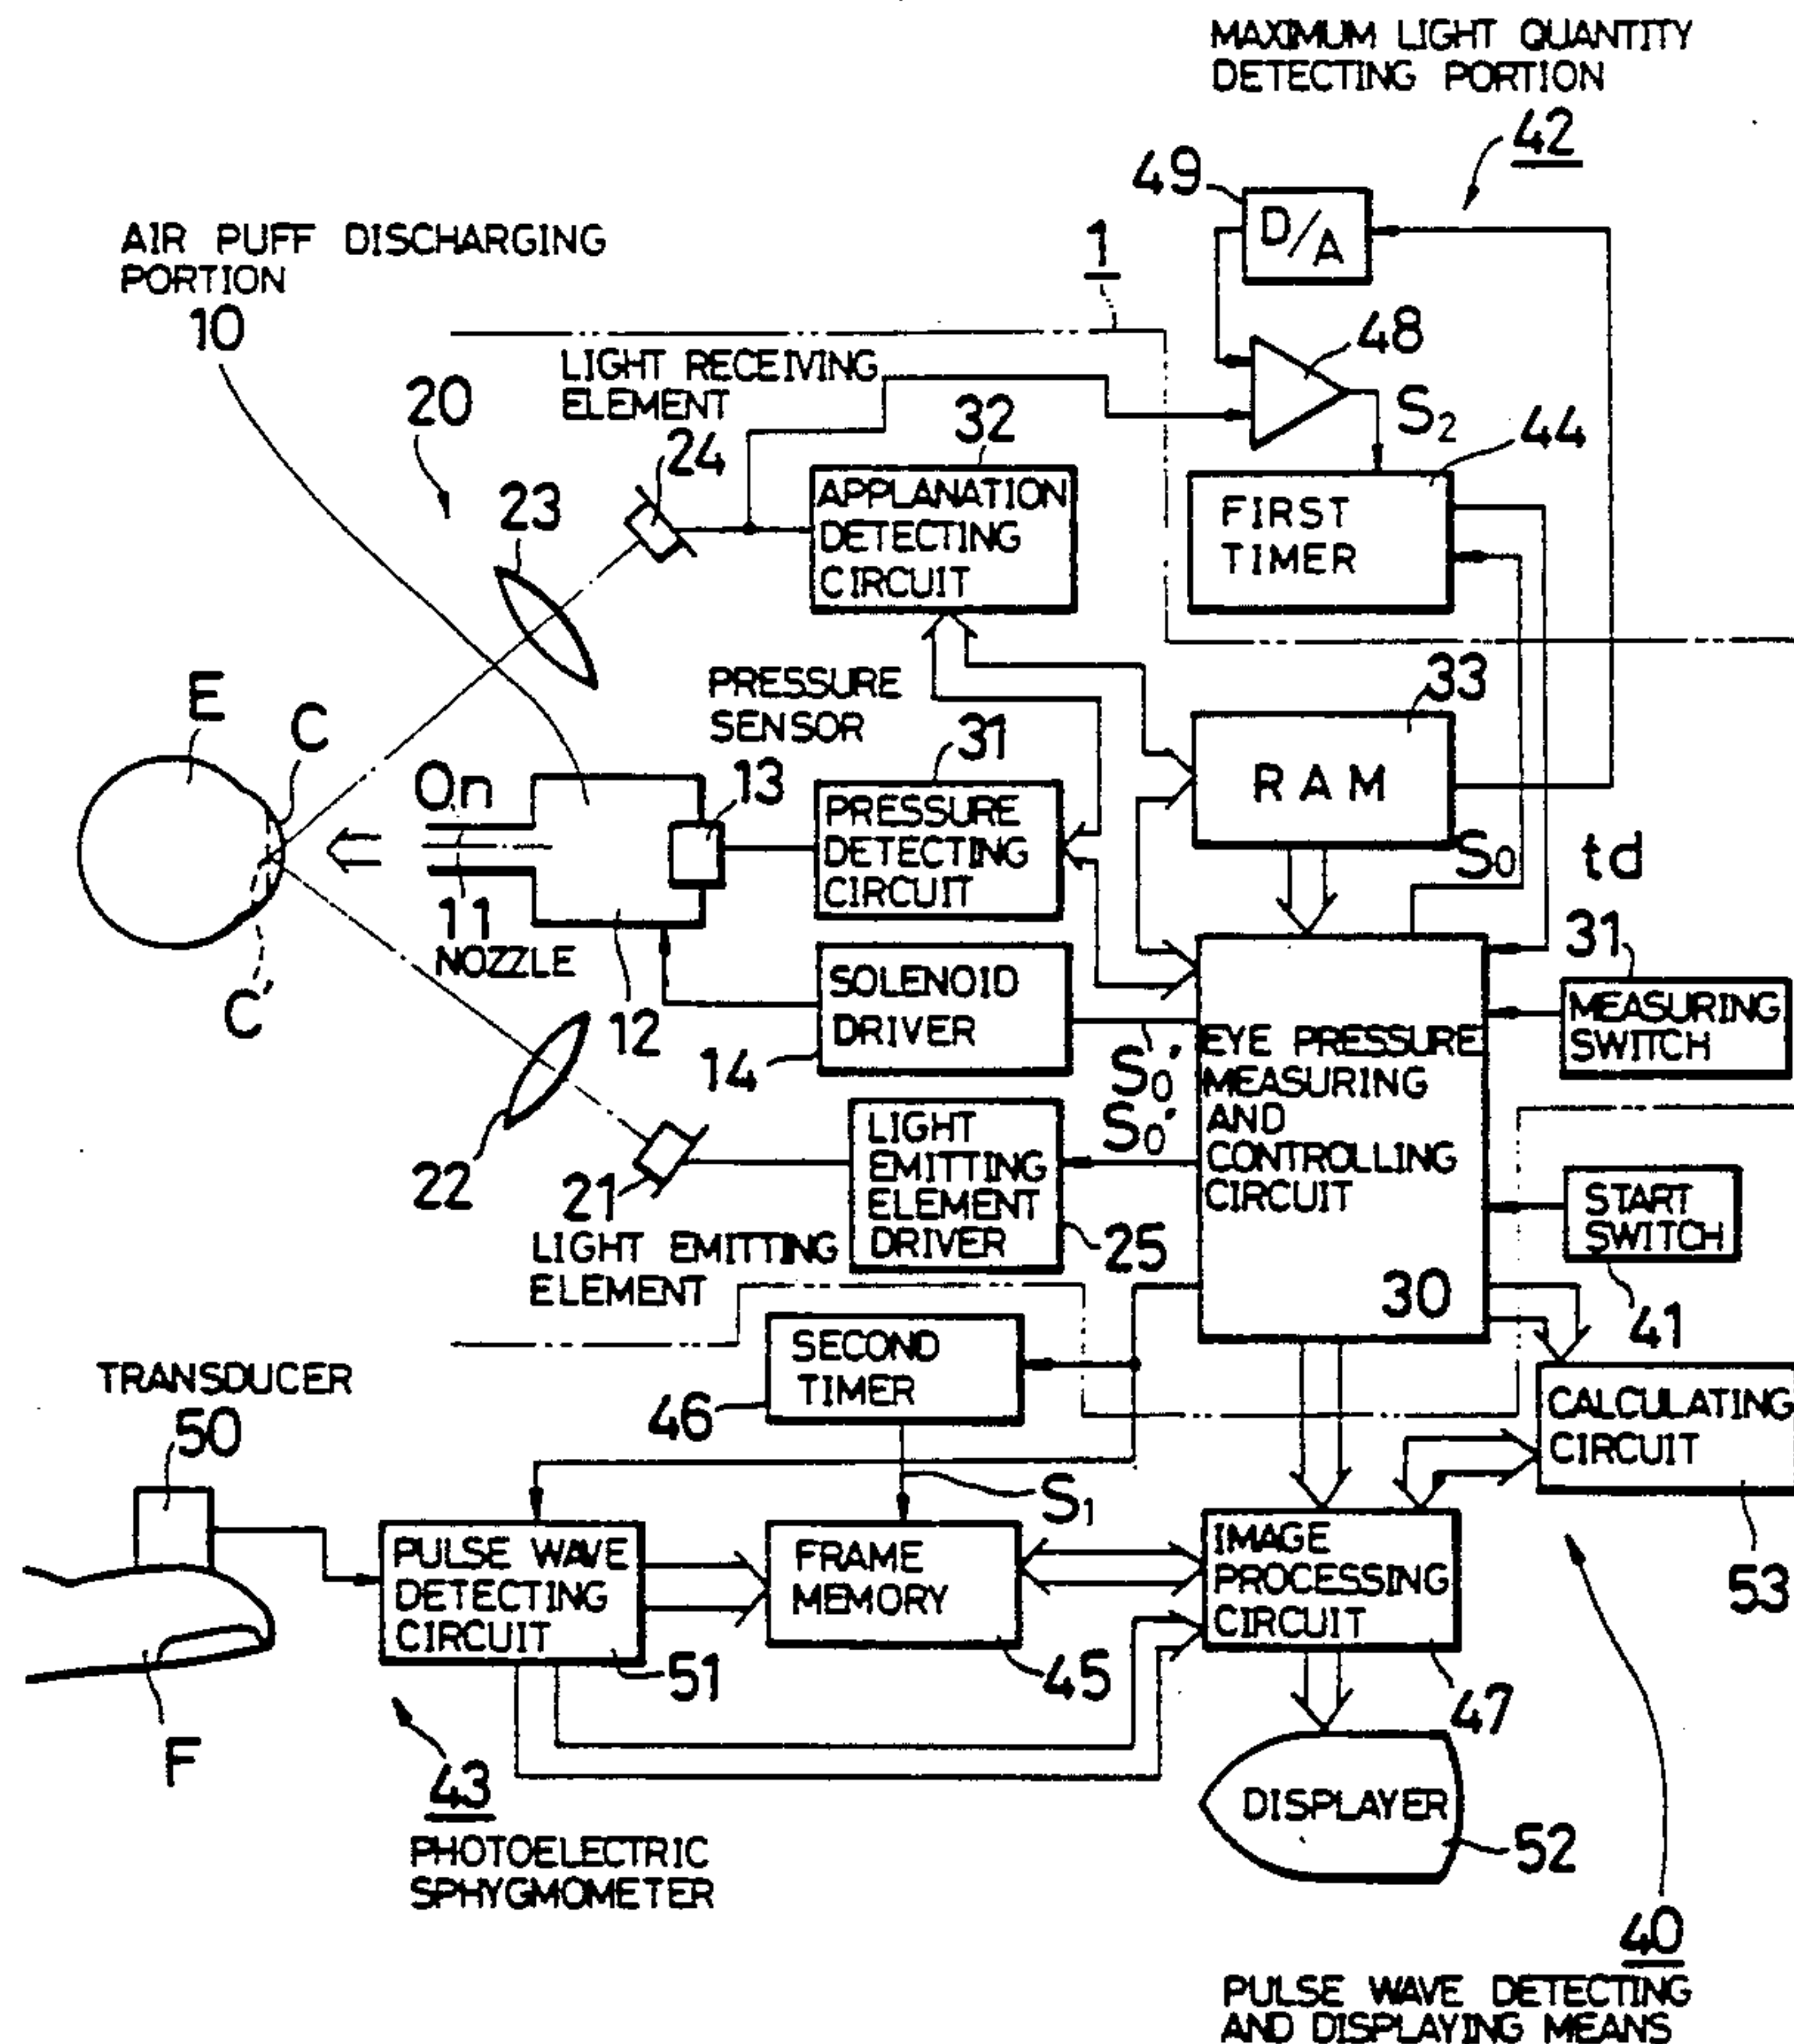 MAXIMUM LIGHT QUANTITY
DETECTING PORTION
42
49
D/A
AIR PUFF DISCHARGING
PORTION
10
1
48
LIGHT RECEIVING
ELEMENT
20
24
32
S2
44
23
APPLANATION
DETECTING
CIRCUIT
FIRST
TIMER
PRESSURE
SENSOR
33
E
C
On
13
31
PRESSURE
DETECTING
CIRCUIT
RAM
S0
td
11
NOZZLE
31
C'
12
SOLENOID
DRIVER
14
S0'
MEASURING
SWITCH
EYE PRESSURE
MEASURING
AND
CONTROLLING
CIRCUIT
30
S0'
22
21
LIGHT EMITTING
ELEMENT
LIGHT
EMITTING
ELEMENT
DRIVER
25
START
SWITCH
41
SECOND
TIMER
46
TRANSDUCER
50
CALCULATING
CIRCUIT
53
S1
PULSE WAVE
DETECTING
CIRCUIT
51
FRAME
MEMORY
45
IMAGE
PROCESSING
CIRCUIT
47
F
43
PHOTOELECTRIC
SPHYGMOMETER
DISPLAYER
52
40
PULSE WAVE DETECTING
AND DISPLAYING MEANS